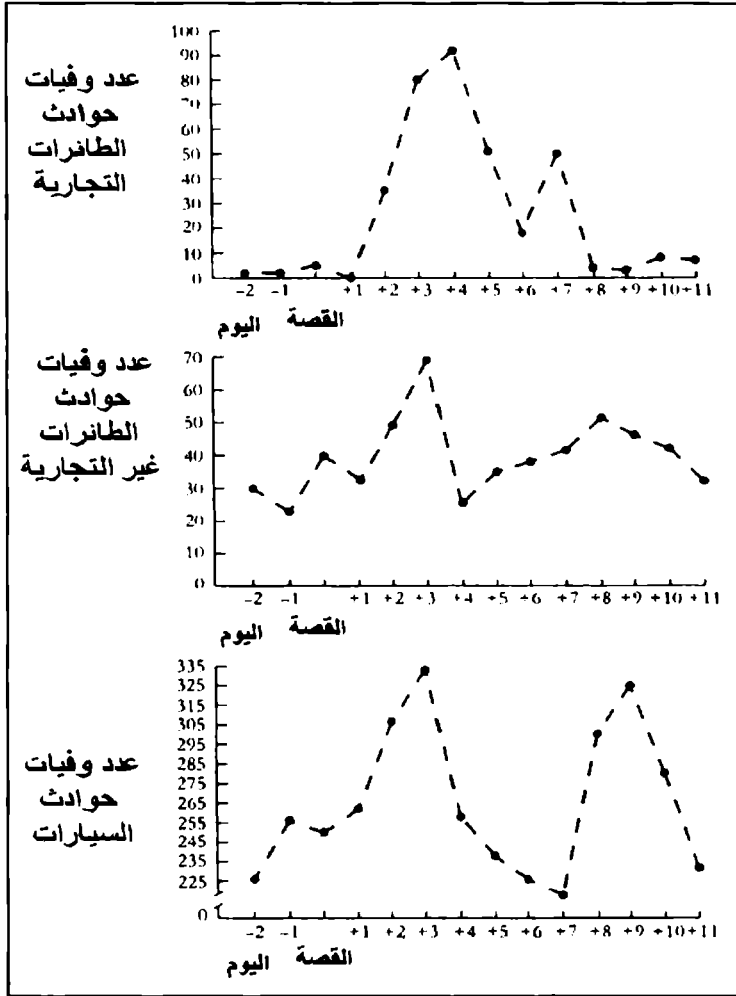 عدد وفيات
حوادث
الطائرات
التجارية
100
90
80
70
60
50
40
30
20
10
0
-2 -1 +1 +2 +3 +4 +5 +6 +7 +8 +9 +10 +11
اليوم القصة
عدد وفيات
حوادث
الطائرات
غير التجارية
70
60
50
40
30
20
10
0
-2 -1 +1 +2 +3 +4 +5 +6 +7 +8 +9 +10 +11
اليوم القصة
عدد وفيات
حوادث
السيارات
335
325
305
295
285
275
265
255
245
235
225
0
-2 -1 +1 +2 +3 +4 +5 +6 +7 +8 +9 +10 +11
اليوم القصة